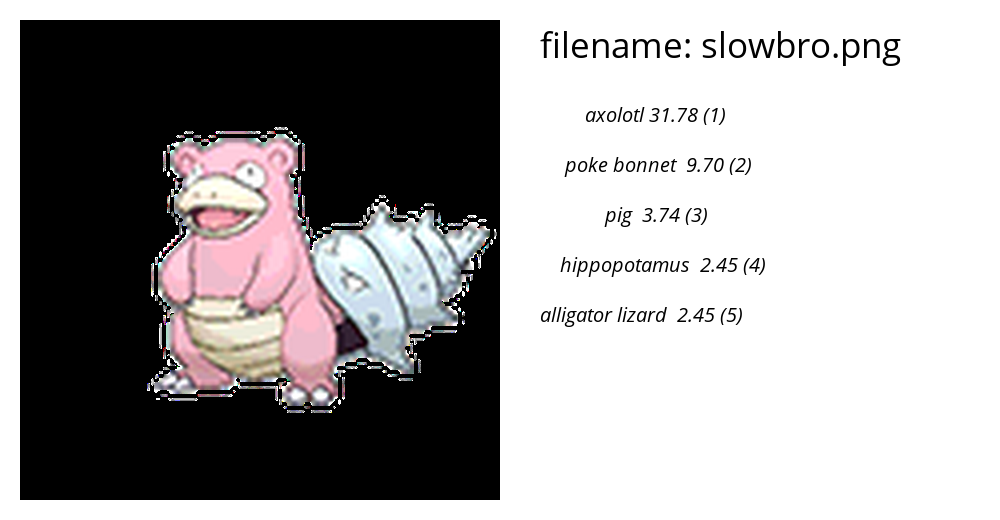 filename: slowbro.png
axolotl 31.78 (1)
poke bonnet 9.70 (2)
pig 3.74 (3)
hippopotamus 2.45 (4)
alligator lizard 2.45 (5)